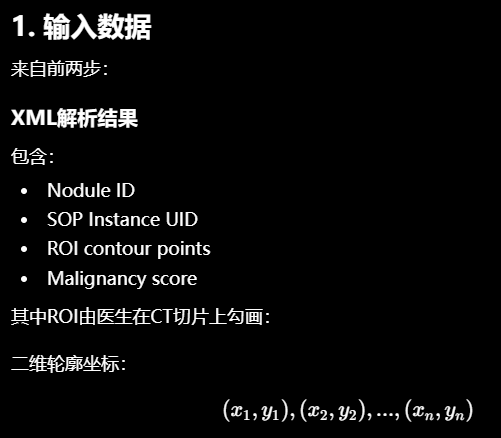 1. 输入数据
来自前两步：
XML解析结果
包含：
• Nodule ID
• SOP Instance UID
• ROI contour points
• Malignancy score
其中ROI由医生在CT切片上勾画：
二维轮廓坐标：
(x₁, y₁), (x₂, y₂), ..., (xₙ, yₙ)